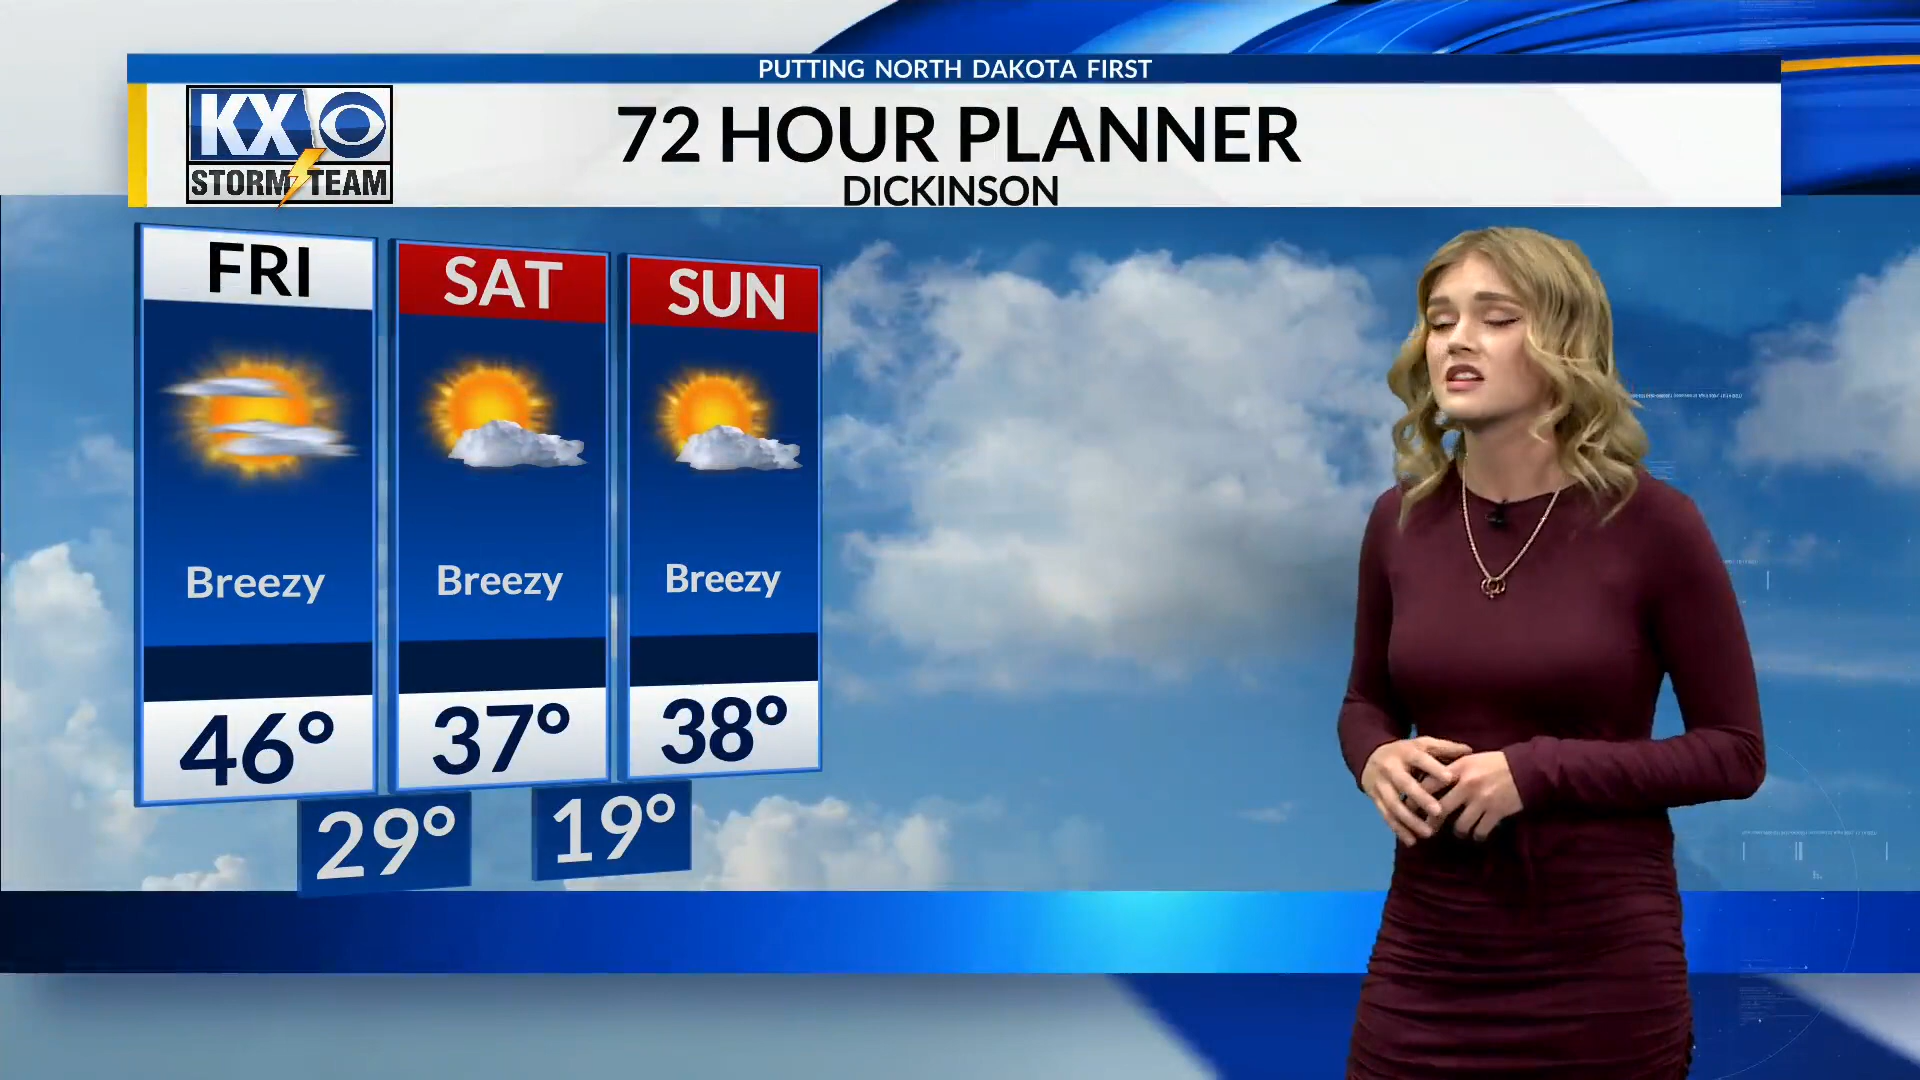 PUTTING NORTH DAKOTA FIRST
KX
STORM TEAM
72 HOUR PLANNER
DICKINSON
FRI
SAT
SUN
Breezy
Breezy
Breezy
46°
37°
38°
29°
19°